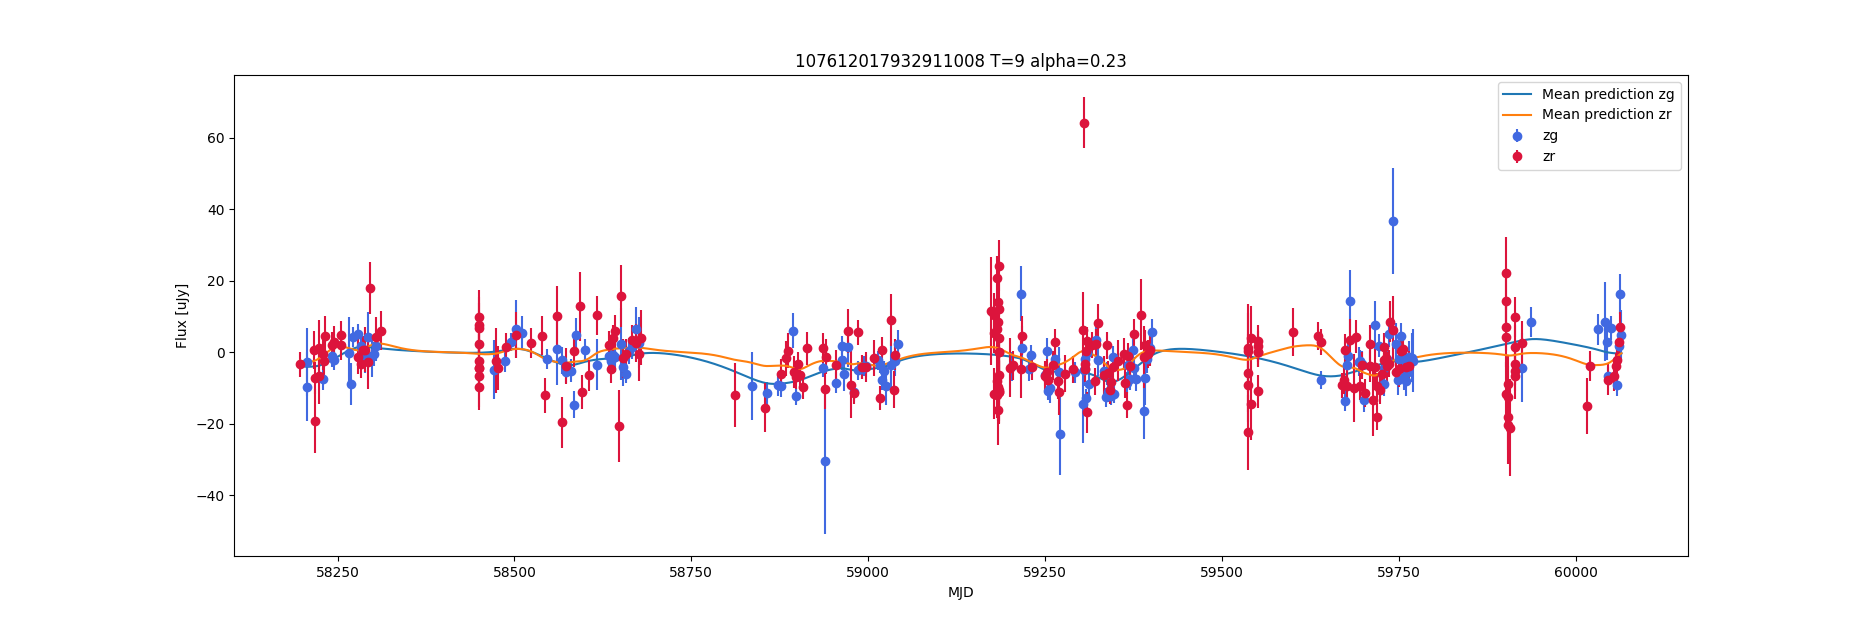 107612017932911008 T=9 alpha=0.23
Mean prediction zg
Mean prediction zr
zg
zr
Flux [uJy]
60
40
20
0
−20
−40
58250 58500 58750 59000 59250 59500 59750 60000
MJD